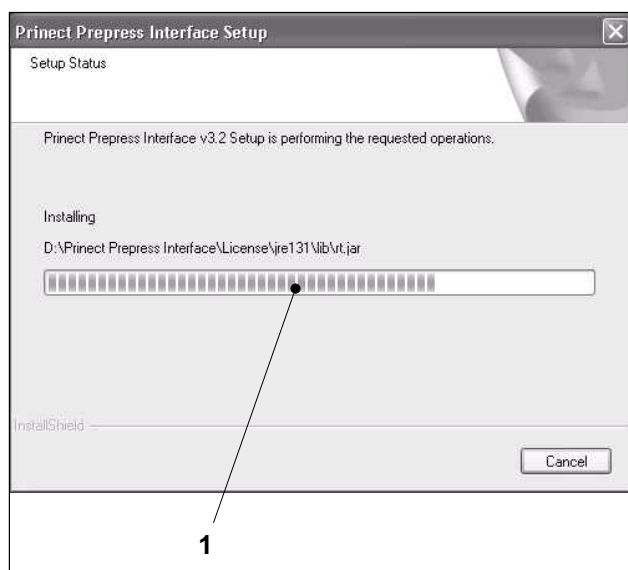 Prinect Prepress Interface Setup
Setup Status
Prinect Prepress Interface v3.2 Setup is performing the requested operations.
Installing
D:\Prinect Prepress Interface\License\jre131\lib\rt.jar
InstallShield
Cancel
1